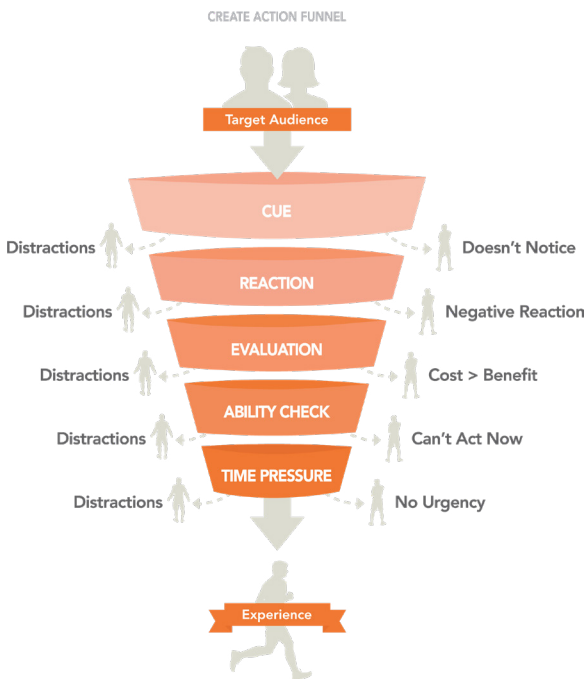 CREATE ACTION FUNNEL
Target Audience
CUE
Distractions
Doesn't Notice
REACTION
Distractions
Negative Reaction
EVALUATION
Distractions
Cost > Benefit
ABILITY CHECK
Distractions
Can't Act Now
TIME PRESSURE
Distractions
No Urgency
Experience